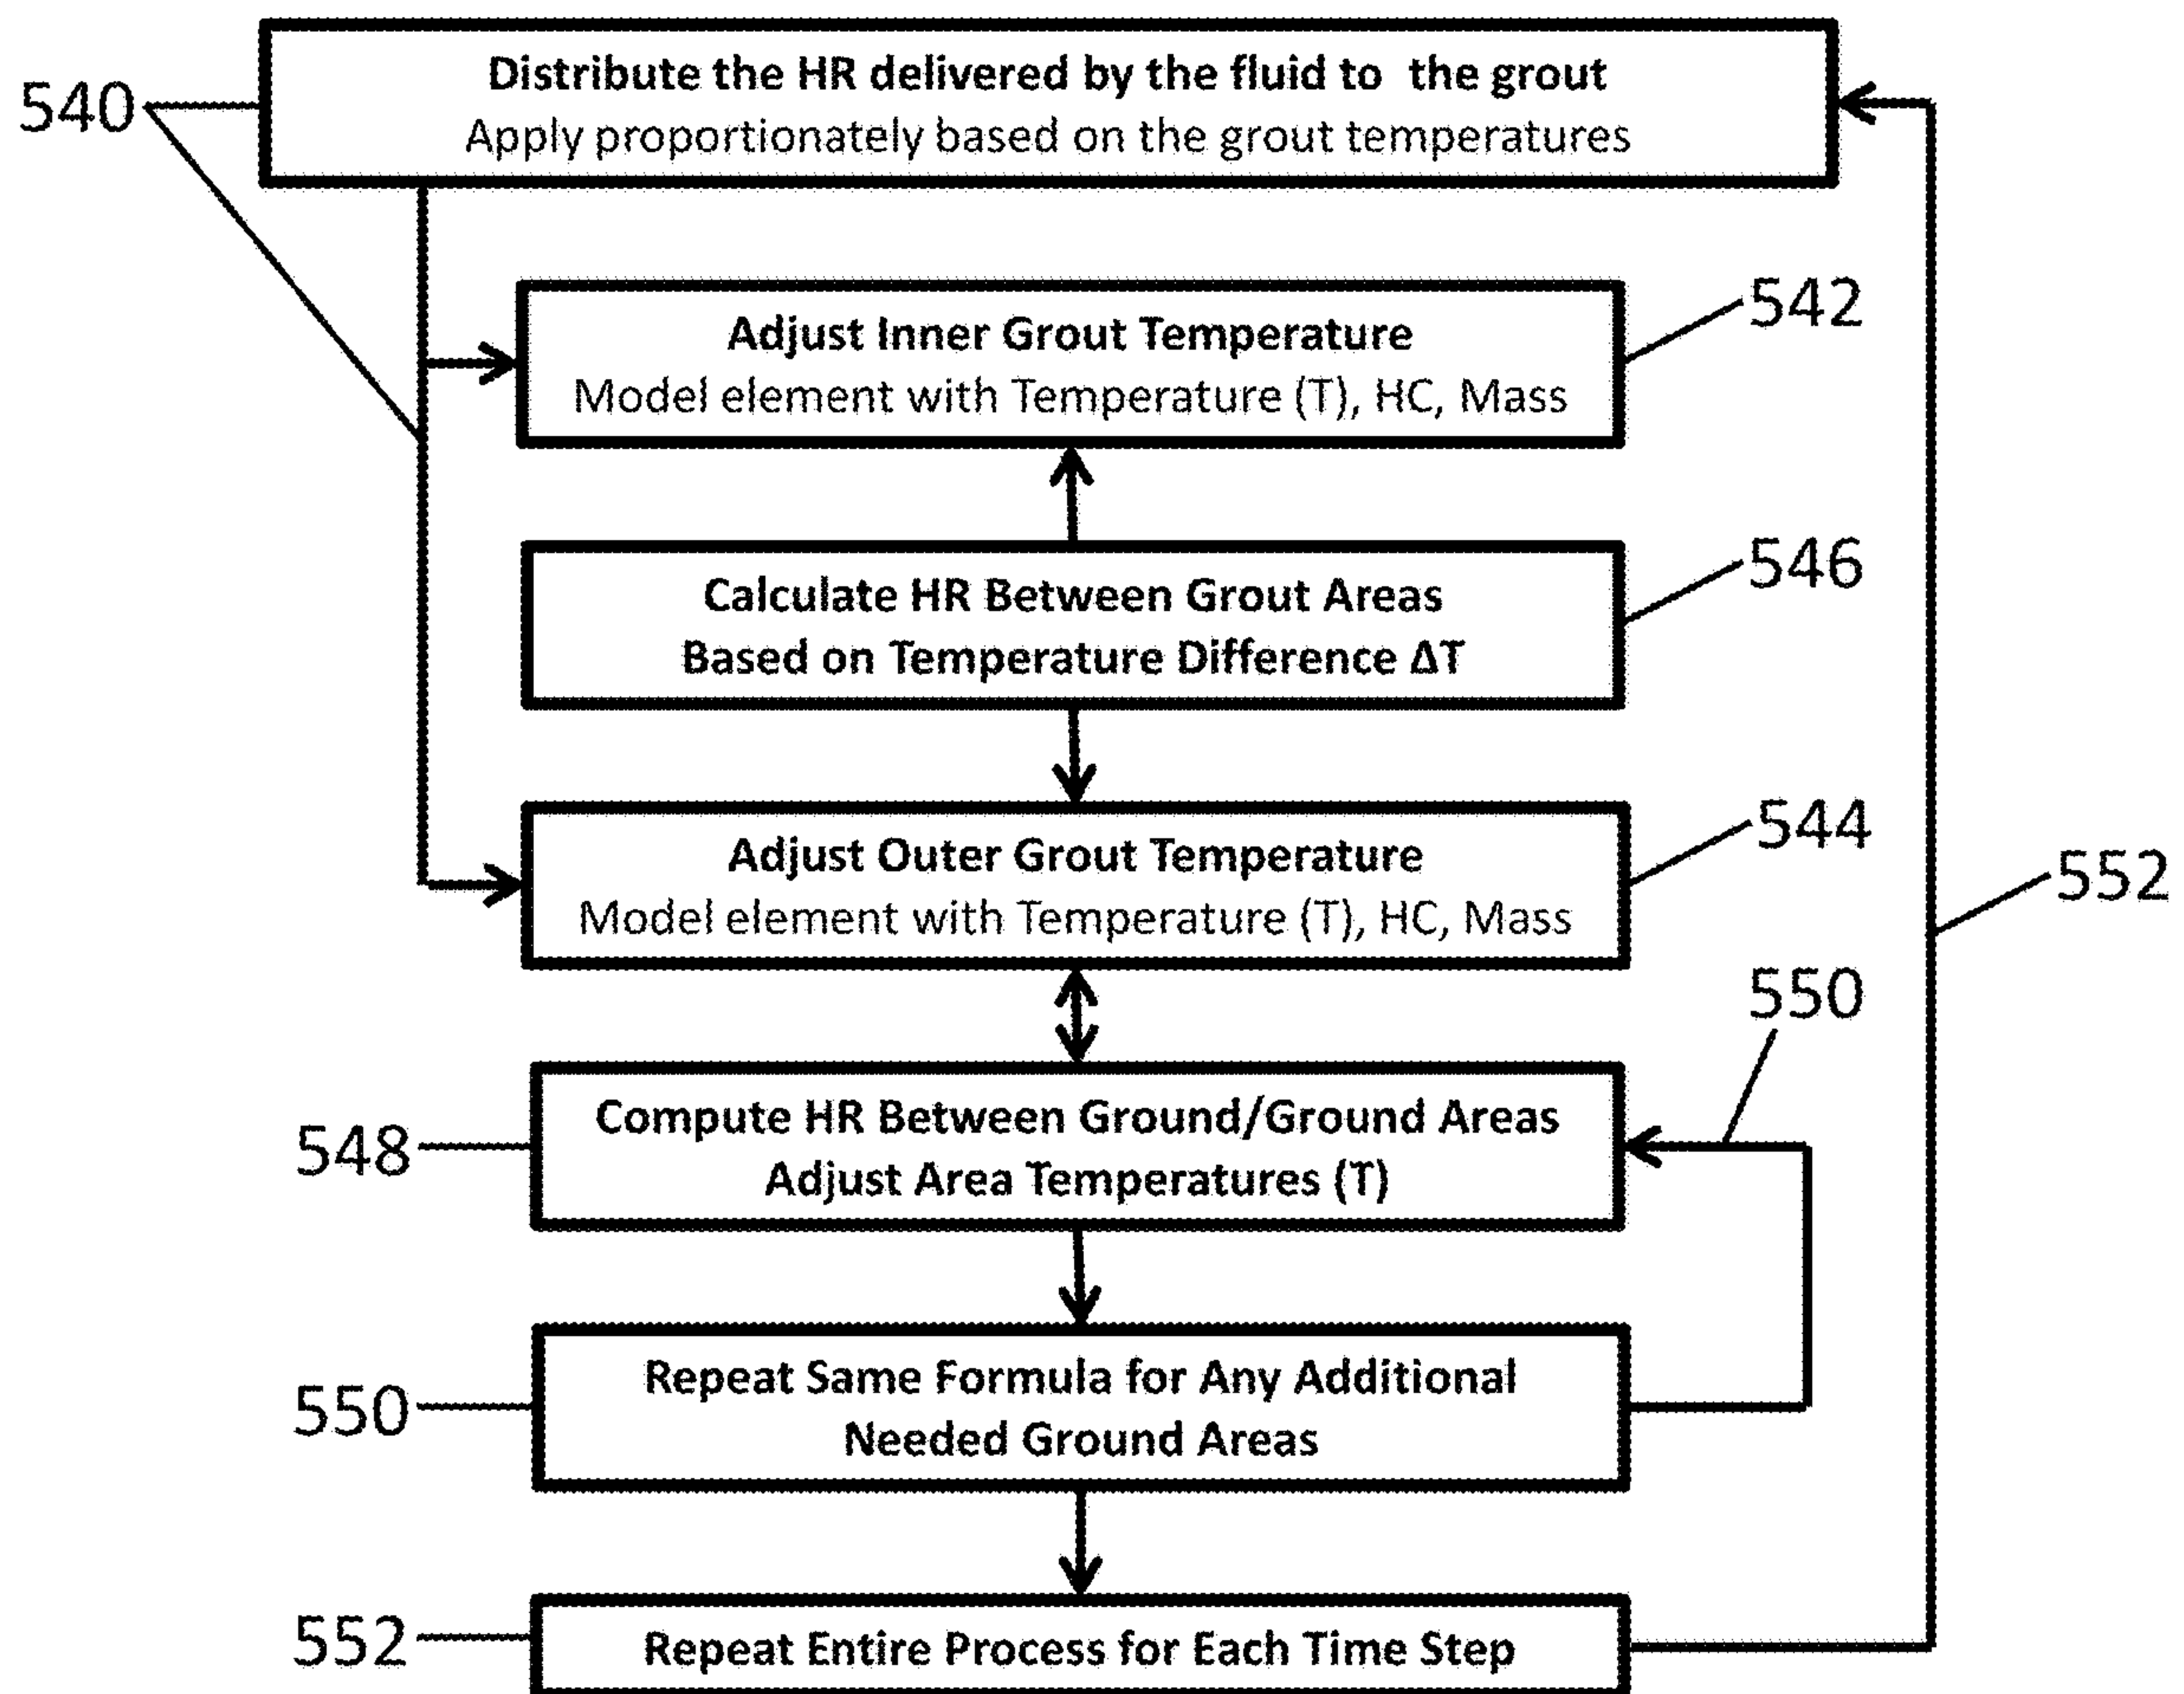 Distribute the HR delivered by the fluid to the grout
Apply proportionately based on the grout temperatures
540
Adjust Inner Grout Temperature
Model element with Temperature (T), HC, Mass
542
Calculate HR Between Grout Areas
Based on Temperature Difference ΔT
546
Adjust Outer Grout Temperature
Model element with Temperature (T), HC, Mass
544
552
550
Compute HR Between Ground/Ground Areas
Adjust Area Temperatures (T)
548
Repeat Same Formula for Any Additional
Needed Ground Areas
550
Repeat Entire Process for Each Time Step
552